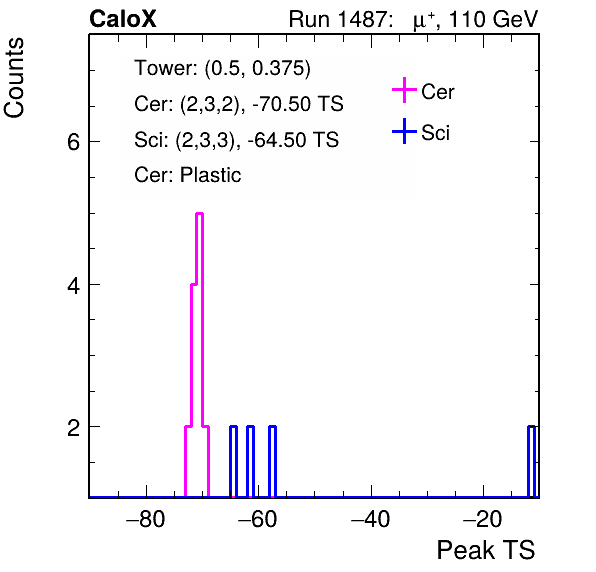 CaloX Run 1487: μ⁺, 110 GeV
Counts
Tower: (0.5, 0.375)
Cer: (2,3,2), -70.50 TS
Sci: (2,3,3), -64.50 TS
Cer: Plastic
Cer
Sci
6
4
2
−80 −60 −40 −20
Peak TS